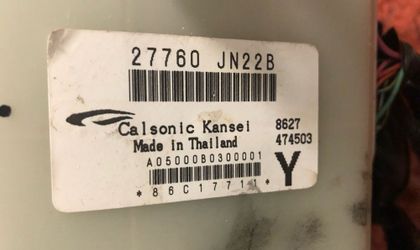 27760 JN22B
Calsonic Kansei 8627
Made in Thailand 474503
A05000B0300001 Y
* 86C17711 *